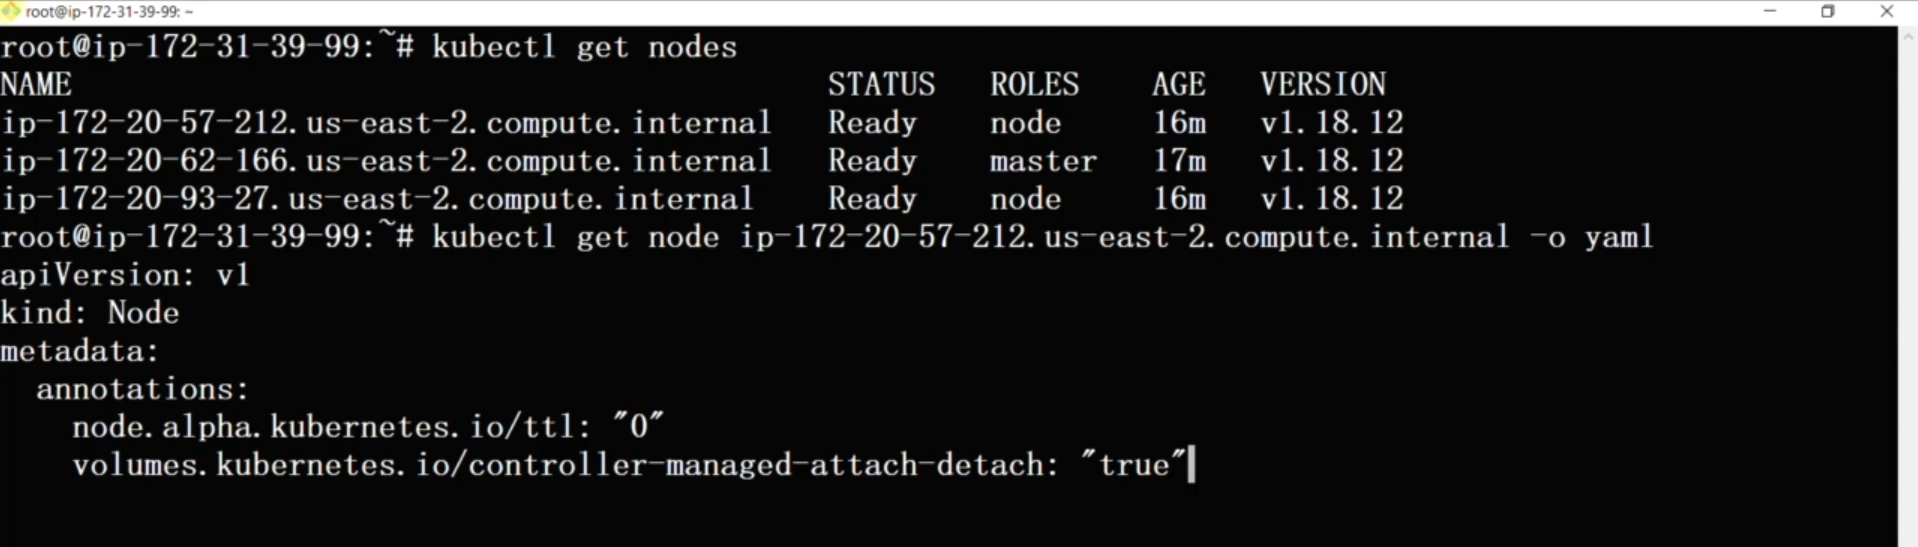 root@ip-172-31-39-99: ~
root@ip-172-31-39-99:~# kubectl get nodes
NAME STATUS ROLES AGE VERSION
ip-172-20-57-212.us-east-2.compute.internal Ready node 16m v1.18.12
ip-172-20-62-166.us-east-2.compute.internal Ready master 17m v1.18.12
ip-172-20-93-27.us-east-2.compute.internal Ready node 16m v1.18.12
root@ip-172-31-39-99:~# kubectl get node ip-172-20-57-212.us-east-2.compute.internal -o yaml
apiVersion: v1
kind: Node
metadata:
  annotations:
    node.alpha.kubernetes.io/ttl: "0"
    volumes.kubernetes.io/controller-managed-attach-detach: "true"